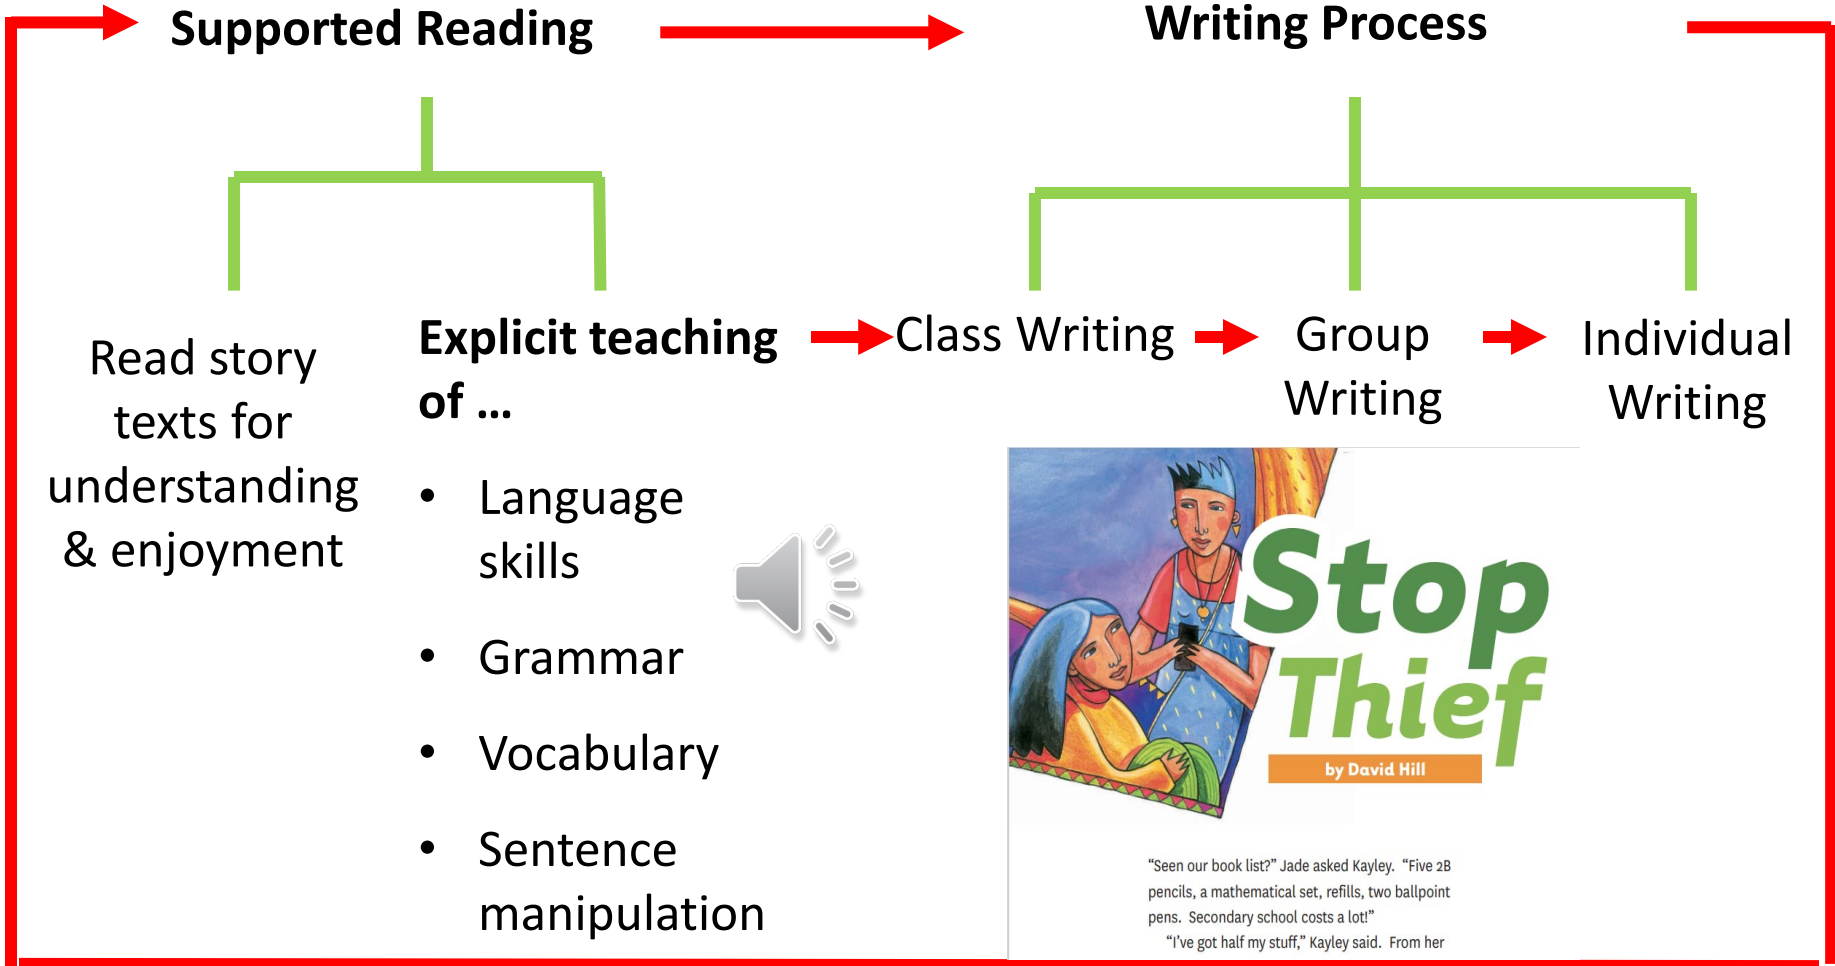 Supported Reading
Writing Process
Read story
texts for
understanding
& enjoyment
Explicit teaching
of ...
• Language
skills
• Grammar
• Vocabulary
• Sentence
manipulation
Class Writing
Group
Writing
Individual
Writing
Stop
Thief
by David Hill
“Seen our book list?” Jade asked Kayley. “Five 2B
pencils, a mathematical set, refills, two ballpoint
pens. Secondary school costs a lot!”
“I’ve got half my stuff,” Kayley said. From her